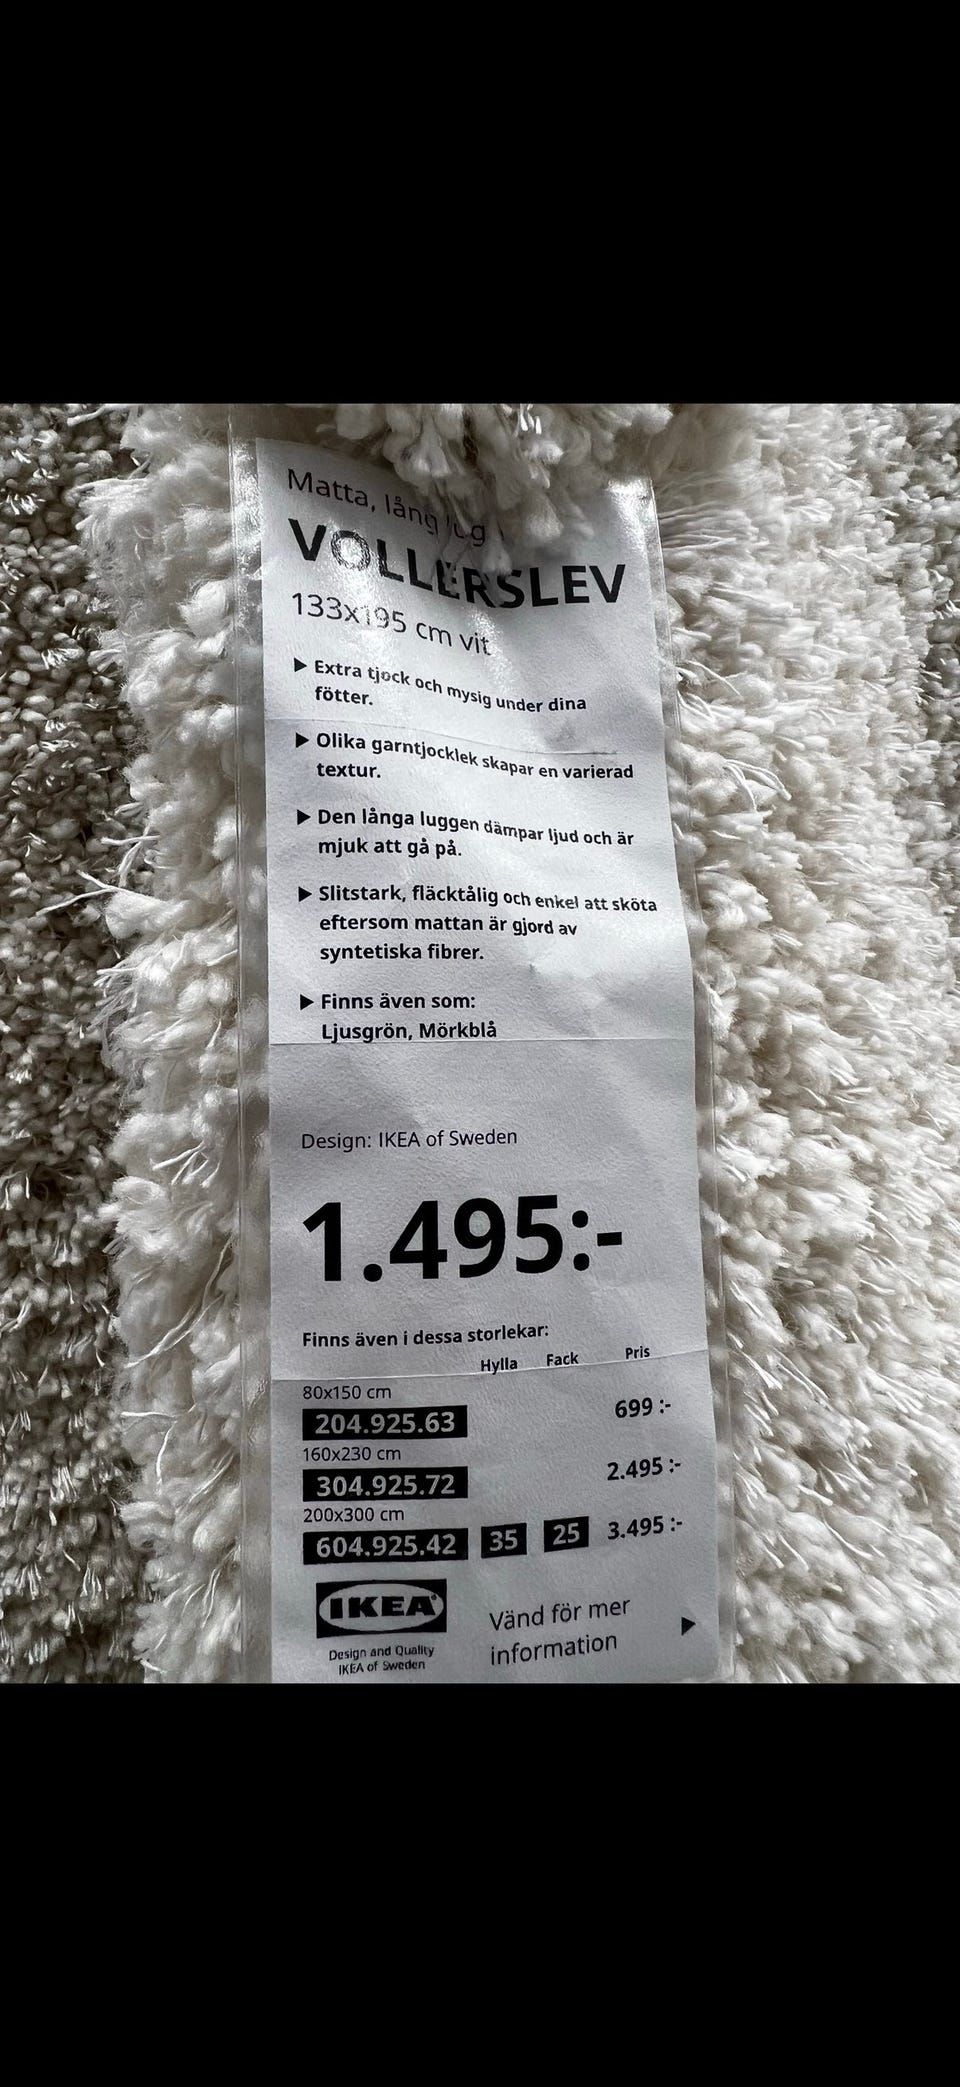 Matta, lång lugg
VOLLERSLEV
133x195 cm vit
▶ Extra tjock och mysig under dina
fötter.
▶ Olika garntjocklek skapar en varierad
textur.
▶ Den långa luggen dämpar ljud och är
mjuk att gå på.
▶ Slitstark, fläcktålig och enkel att sköta
eftersom mattan är gjord av
syntetiska fibrer.
▶ Finns även som:
Ljusgrön, Mörkblå
Design: IKEA of Sweden
1.495:-
Finns även i dessa storlekar:
Hylla Fack Pris
80x150 cm
204.925.63 699 :-
160x230 cm
304.925.72 2.495 :-
200x300 cm
604.925.42 35 25 3.495 :-
IKEA
Design and Quality
IKEA of Sweden
Vänd för mer
information ▶